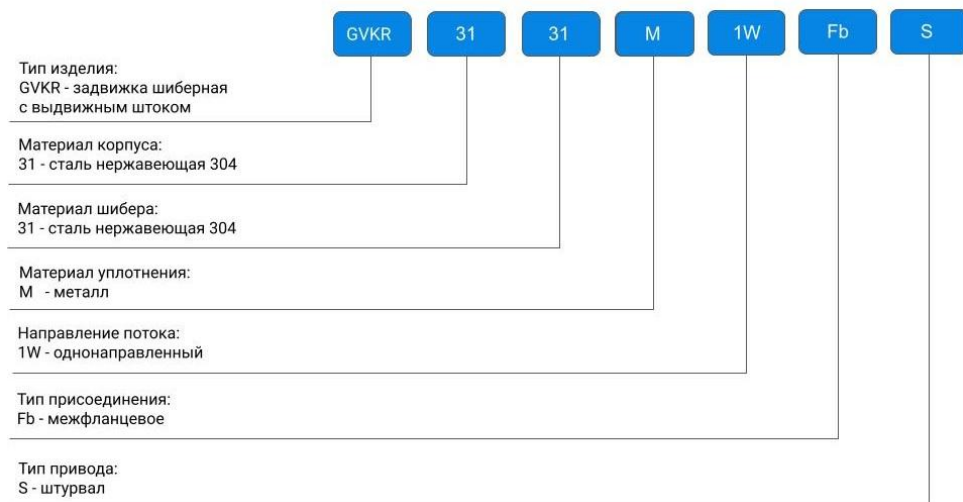 GVKR 31 31 M 1W Fb S
Тип изделия:
GVKR - задвижка шиберная
с выдвижным штоком
Материал корпуса:
31 - сталь нержавеющая 304
Материал шибера:
31 - сталь нержавеющая 304
Материал уплотнения:
M - металл
Направление потока:
1W - однонаправленный
Тип присоединения:
Fb - межфланцевое
Тип привода:
S - штурвал